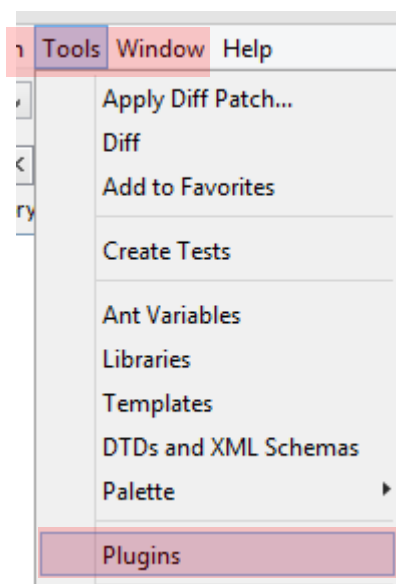 Tools Window Help
Apply Diff Patch...
Diff
Add to Favorites
Create Tests
Ant Variables
Libraries
Templates
DTDs and XML Schemas
Palette
Plugins